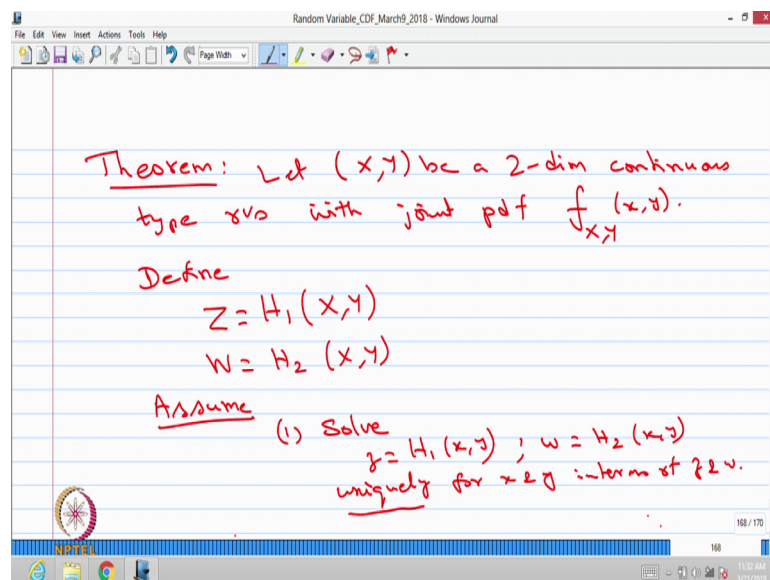 Random Variable_CDF_March9_2018 - Windows Journal
File Edit View Insert Actions Tools Help
Page Width
Theorem: Let (X,Y) be a 2-dim continuous
type rvs with joint pdf f_{X,Y}(x,y).
Define
Z = H₁(X,Y)
W = H₂(X,Y)
Assume
(1) Solve
z = H₁(x,y) ; w = H₂(x,y)
uniquely for x & y in terms of z & w.
NPTEL
168 / 170
168
11:32 AM